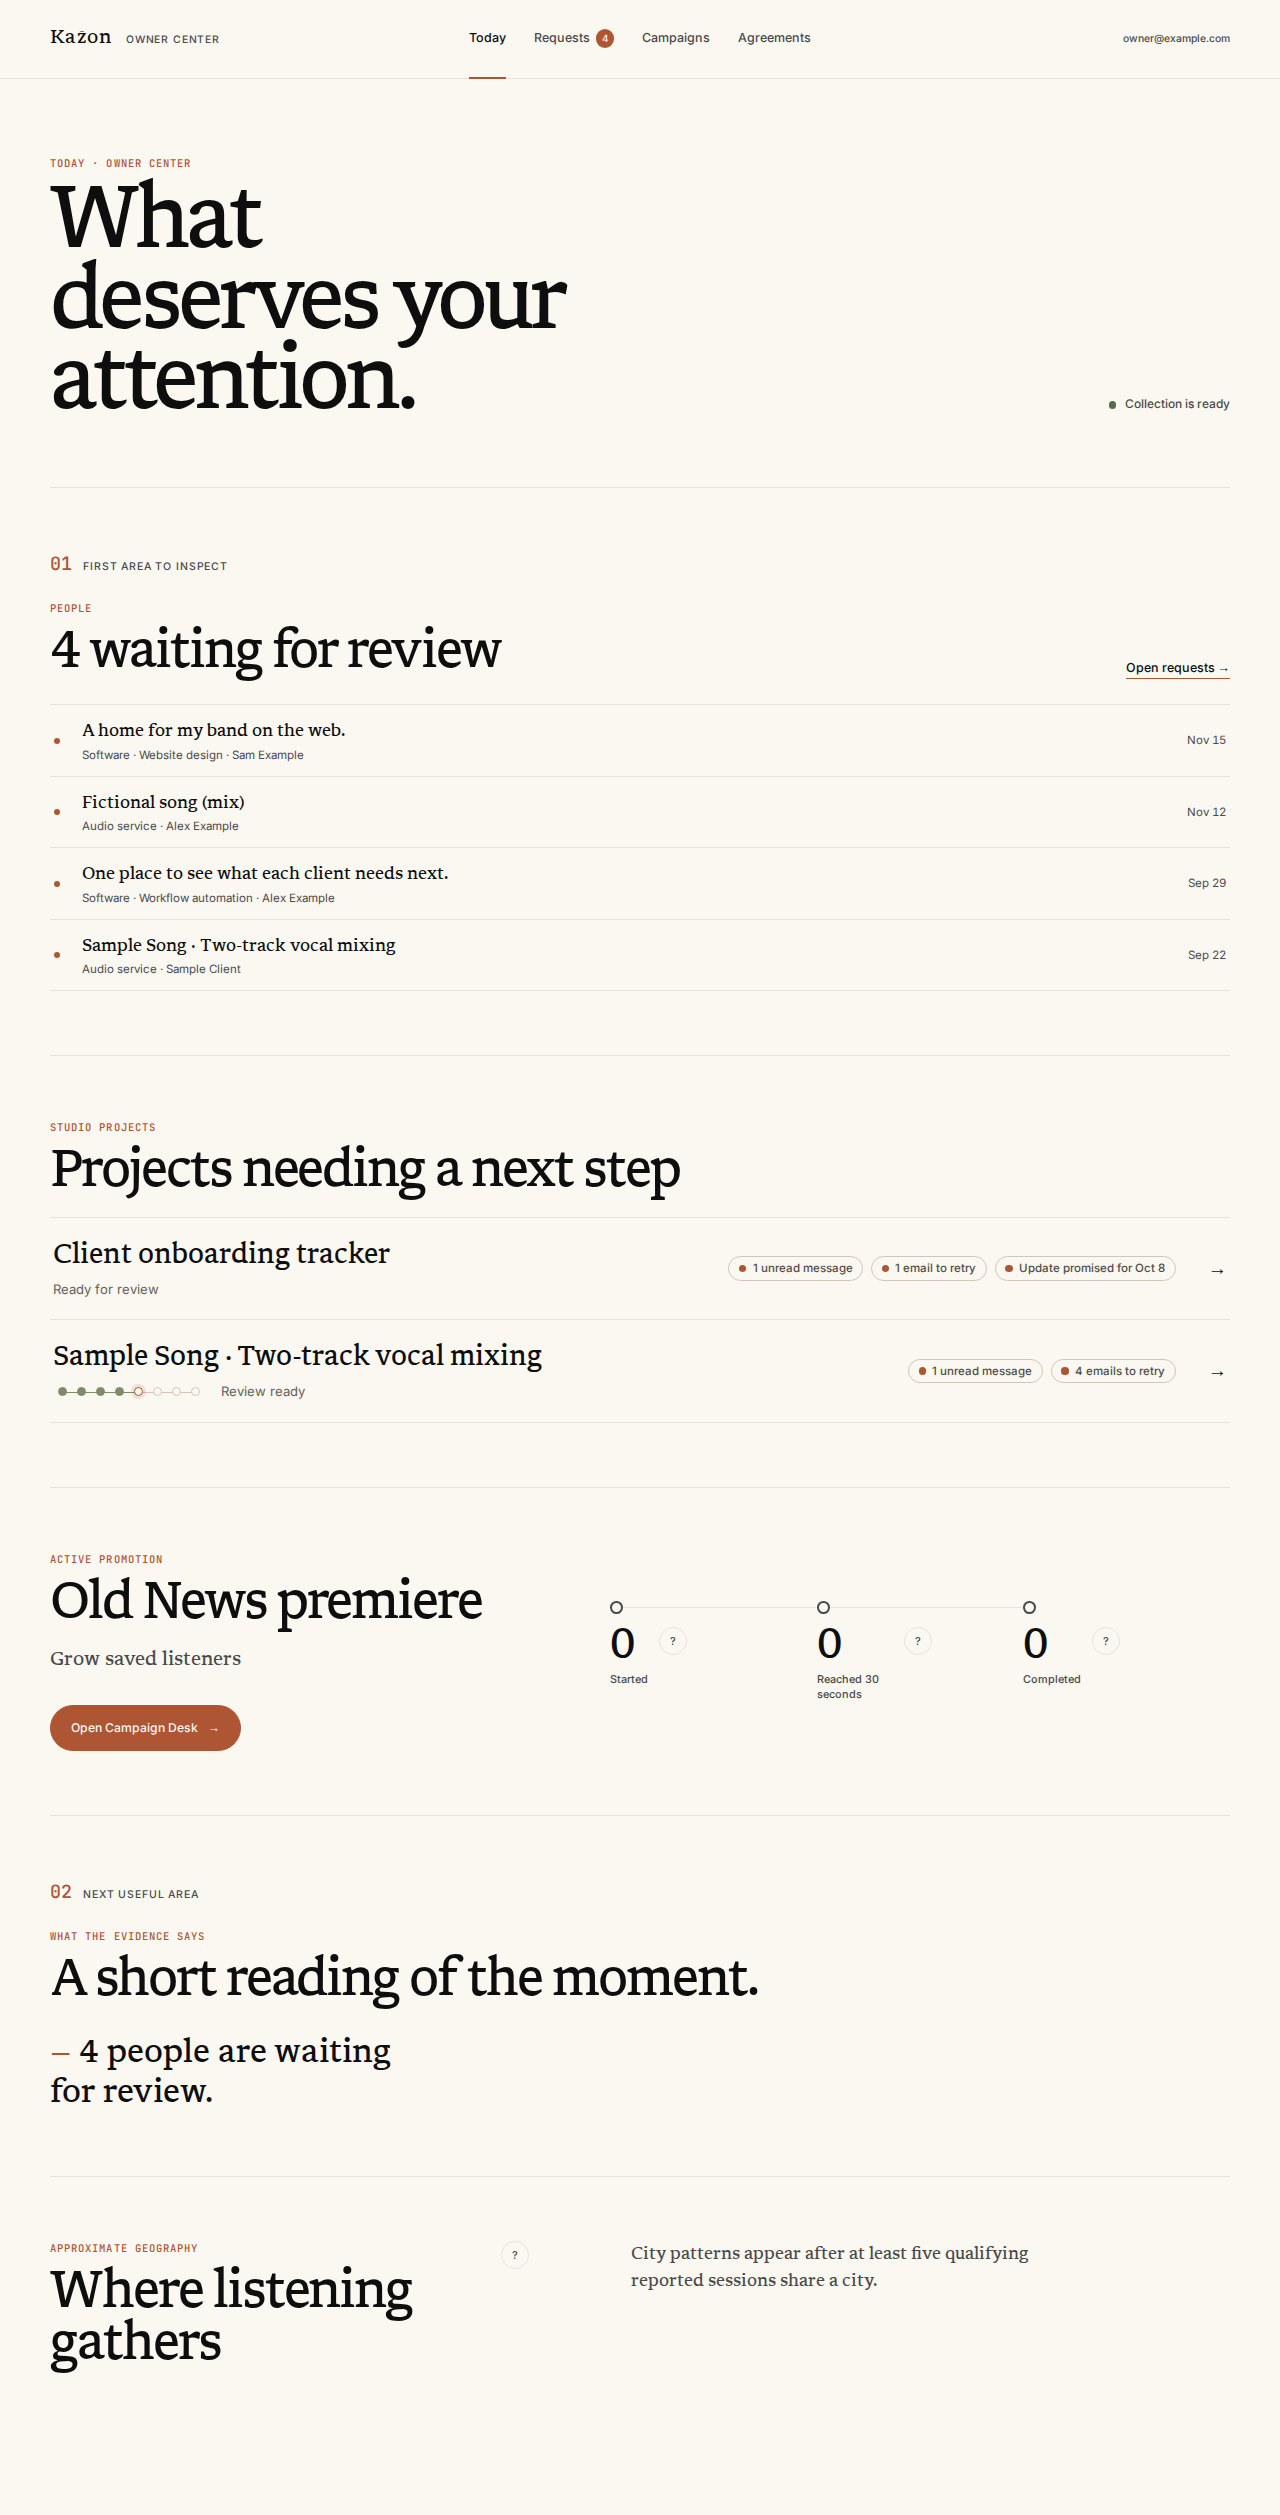 Kažon OWNER CENTER
Today Requests 4 Campaigns Agreements
owner@example.com
TODAY · OWNER CENTER
What
deserves your
attention.
Collection is ready
01 FIRST AREA TO INSPECT
PEOPLE
4 waiting for review
Open requests →
A home for my band on the web.
Software · Website design · Sam Example
Nov 15
Fictional song (mix)
Audio service · Alex Example
Nov 12
One place to see what each client needs next.
Software · Workflow automation · Alex Example
Sep 29
Sample Song · Two-track vocal mixing
Audio service · Sample Client
Sep 22
STUDIO PROJECTS
Projects needing a next step
Client onboarding tracker
Ready for review
1 unread message 1 email to retry Update promised for Oct 8 →
Sample Song · Two-track vocal mixing
Review ready
1 unread message 4 emails to retry →
ACTIVE PROMOTION
Old News premiere
Grow saved listeners
Open Campaign Desk →
0 ? 0 ? 0 ?
Started Reached 30 Completed
seconds
02 NEXT USEFUL AREA
WHAT THE EVIDENCE SAYS
A short reading of the moment.
— 4 people are waiting
for review.
APPROXIMATE GEOGRAPHY
?
Where listening
gathers
City patterns appear after at least five qualifying
reported sessions share a city.